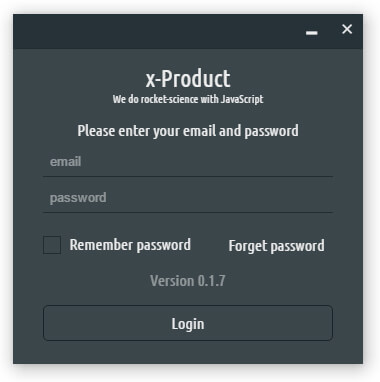 x-Product
We do rocket-science with JavaScript
Please enter your email and password
email
password
Remember password
Forget password
Version 0.1.7
Login